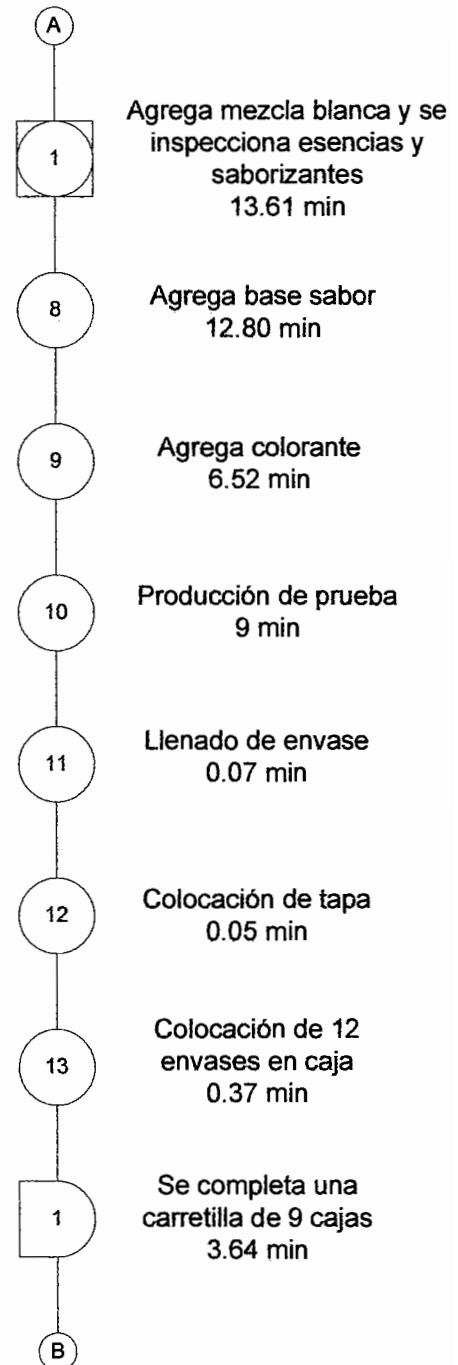 A
1
Agrega mezcla blanca y se
inspecciona esencias y
saborizantes
13.61 min
8
Agrega base sabor
12.80 min
9
Agrega colorante
6.52 min
10
Producción de prueba
9 min
11
Llenado de envase
0.07 min
12
Colocación de tapa
0.05 min
13
Colocación de 12
envases en caja
0.37 min
1
Se completa una
carretilla de 9 cajas
3.64 min
B